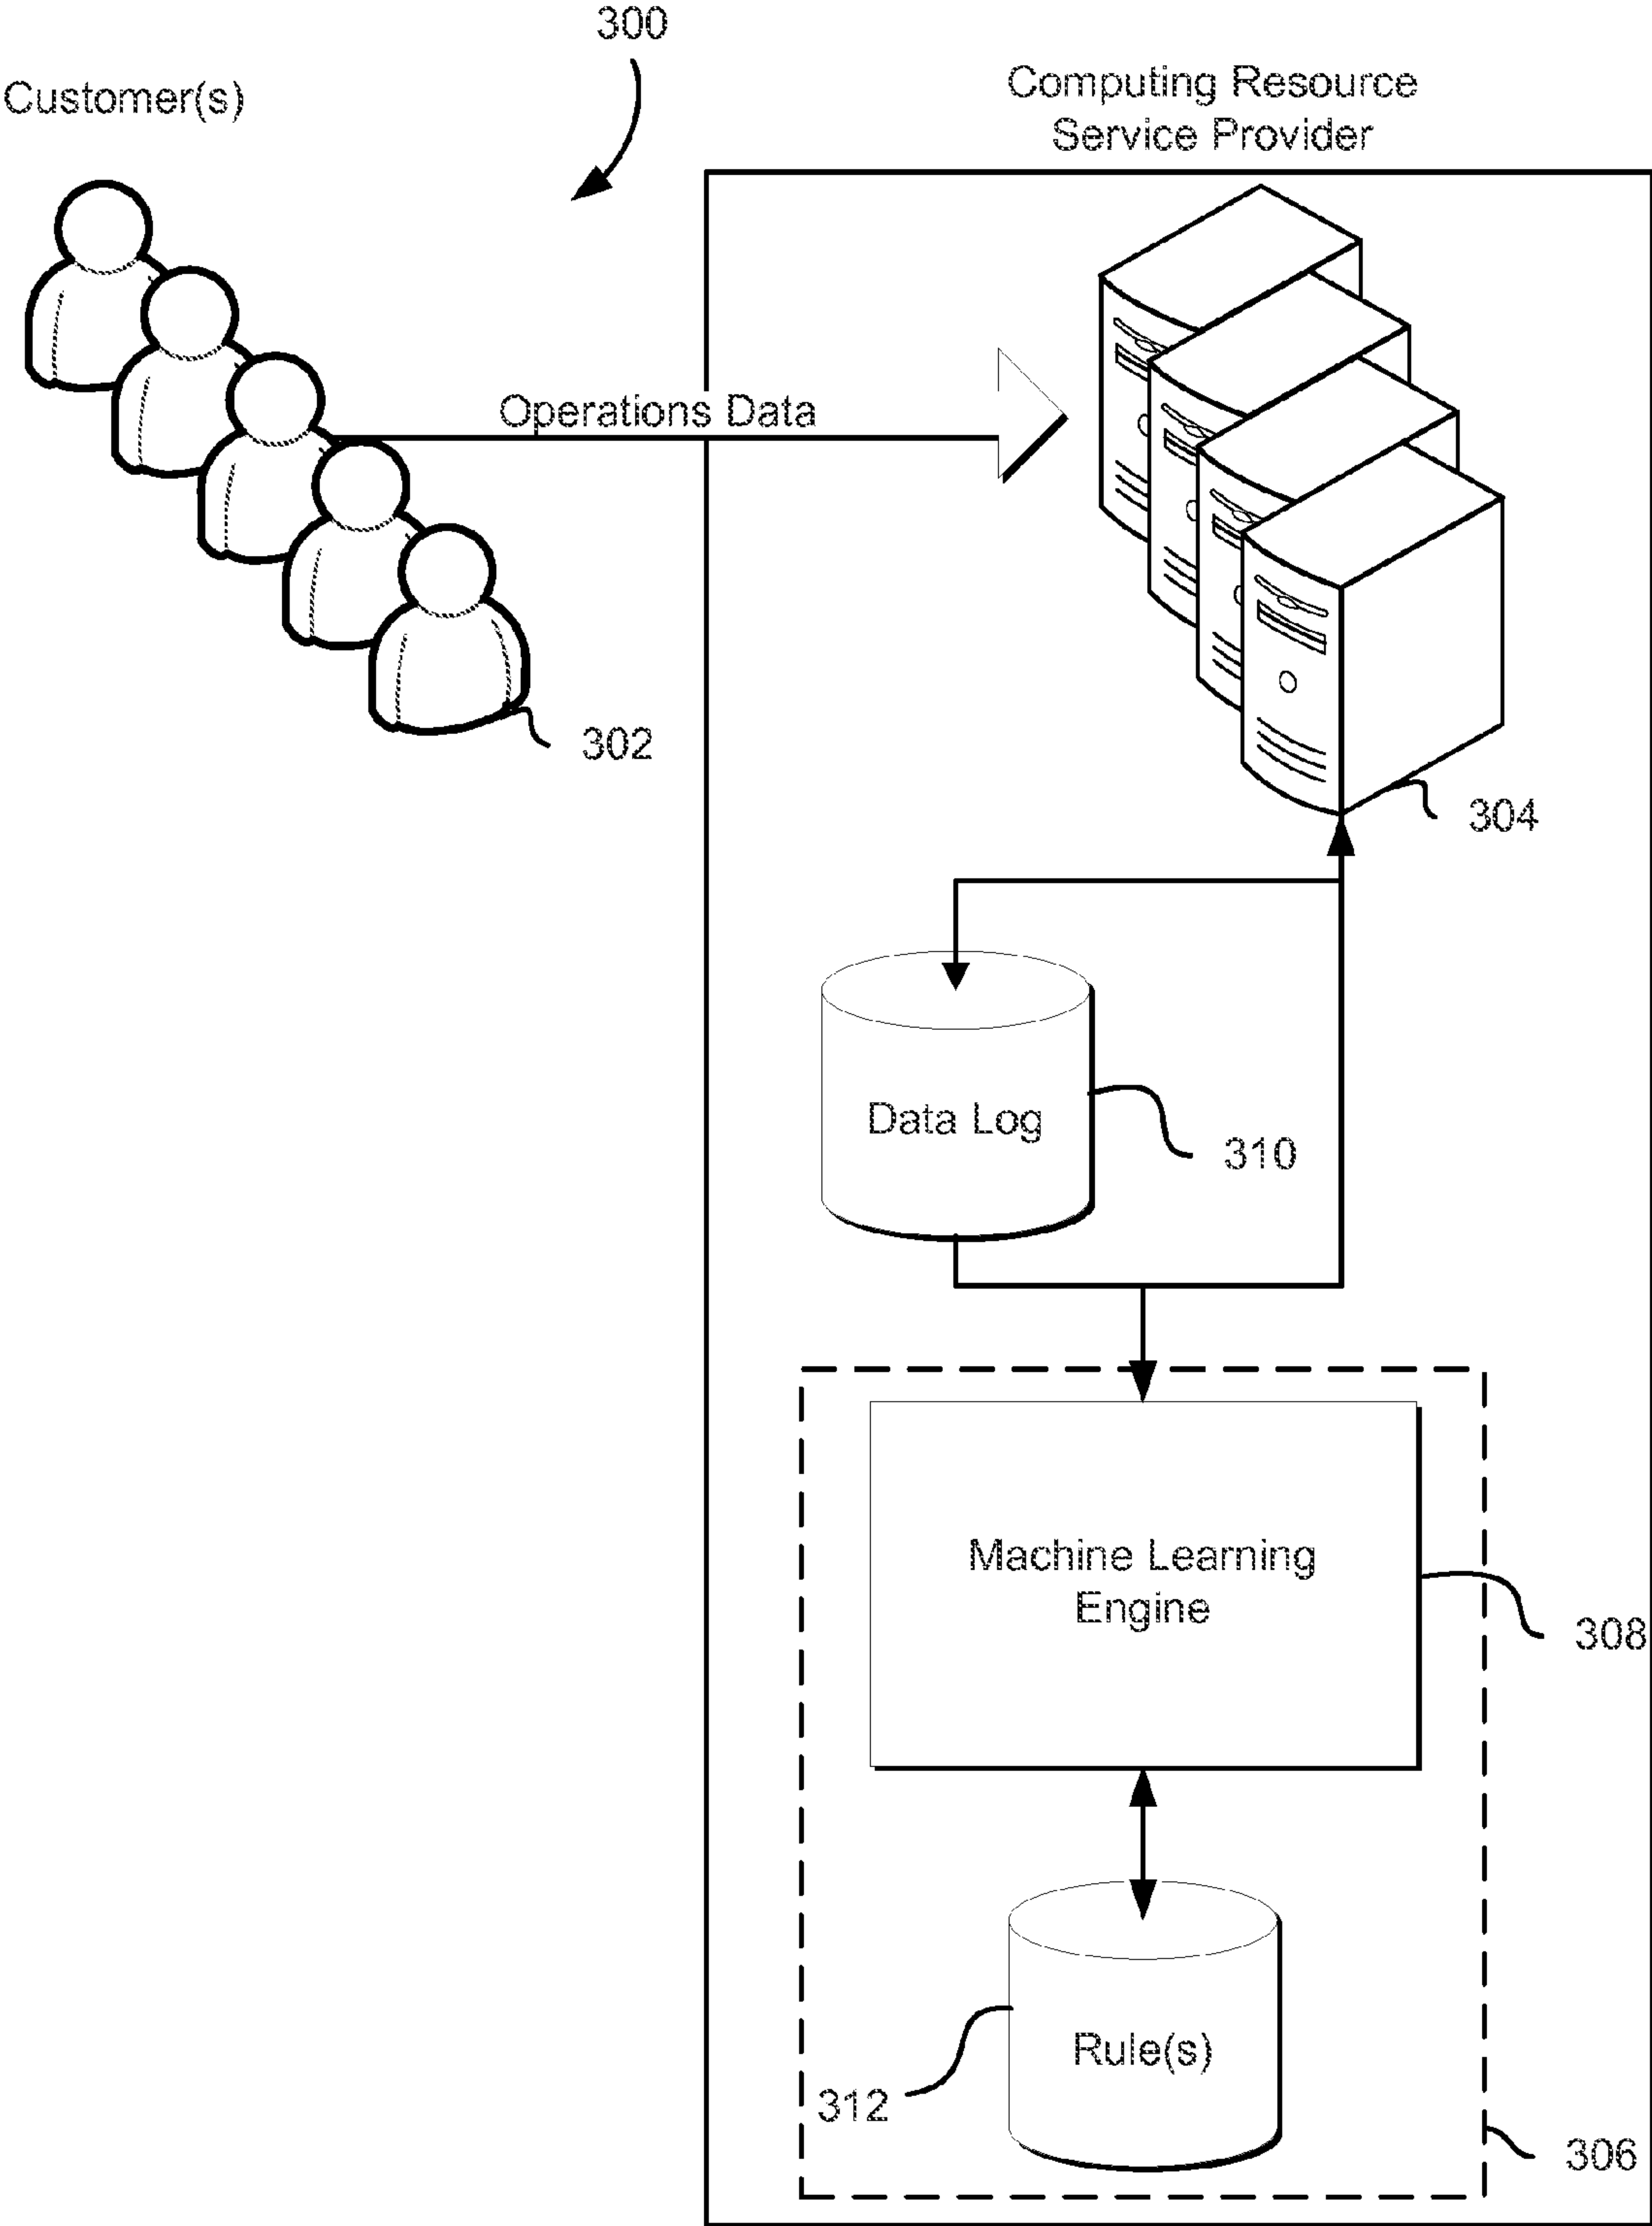 300
Customer(s)
Computing Resource
Service Provider
Operations Data
302
304
Data Log
310
Machine Learning
Engine
308
Rule(s)
312
306